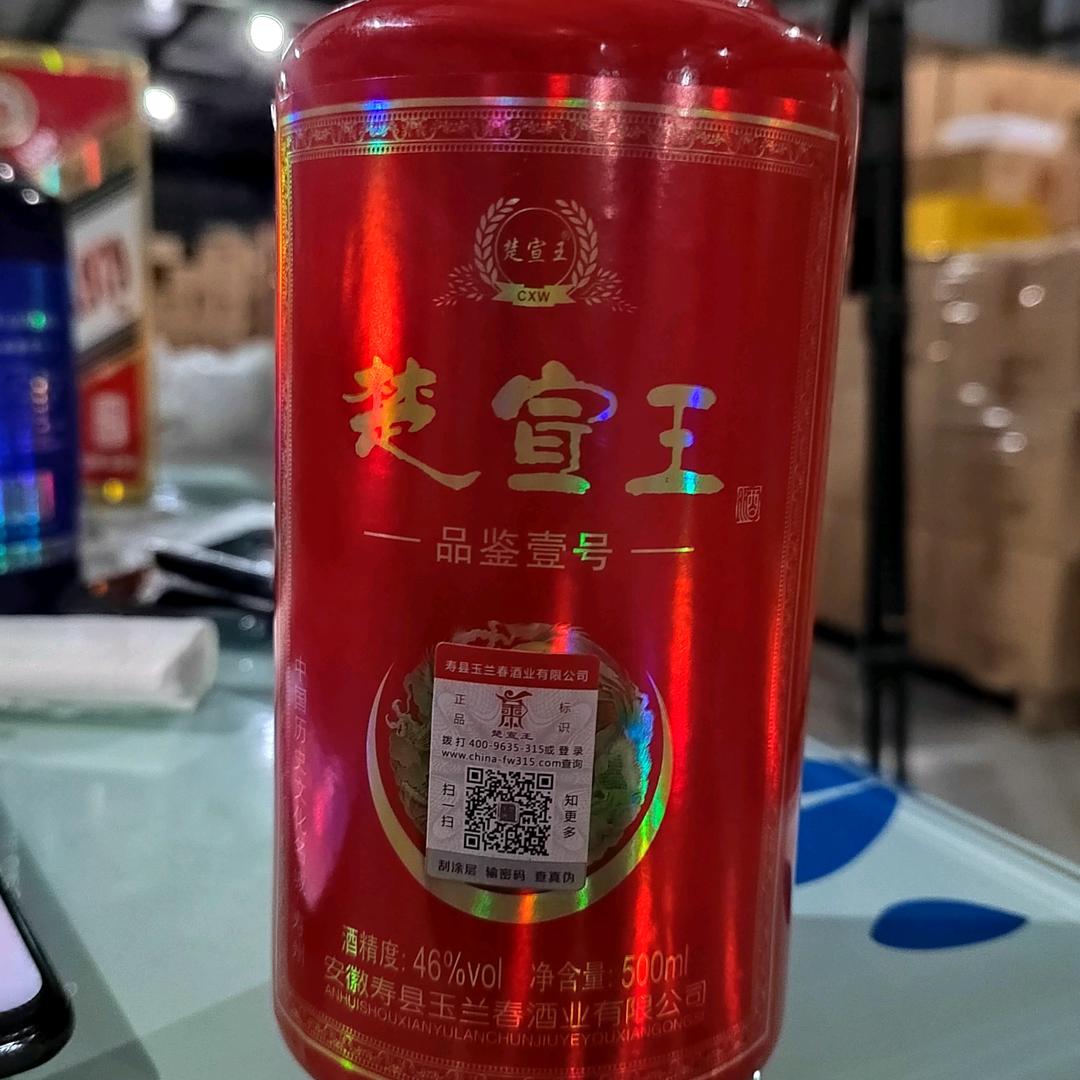 楚宣王
CXW
楚宣王
酒
品鉴壹号
寿县玉兰春酒业有限公司
正品
标识
楚宣王
拨打400-9635-315或登录
www.china-fw315.com查询
扫一扫
知更多
刮涂层 输密码 查真伪
中国历史文化名
酒精度: 46%vol 净含量: 500ml
安徽寿县玉兰春酒业有限公司
ANHUISHOUXIANYULANCHUNJIUYEYOUXIANGONGSI